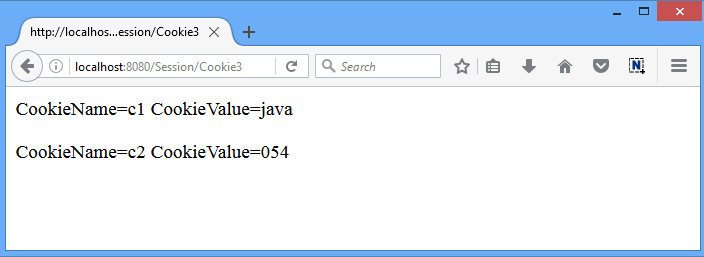 http://localhos...ession/Cookie3
localhost:8080/Session/Cookie3
Search
N
CookieName=c1 CookieValue=java
CookieName=c2 CookieValue=054